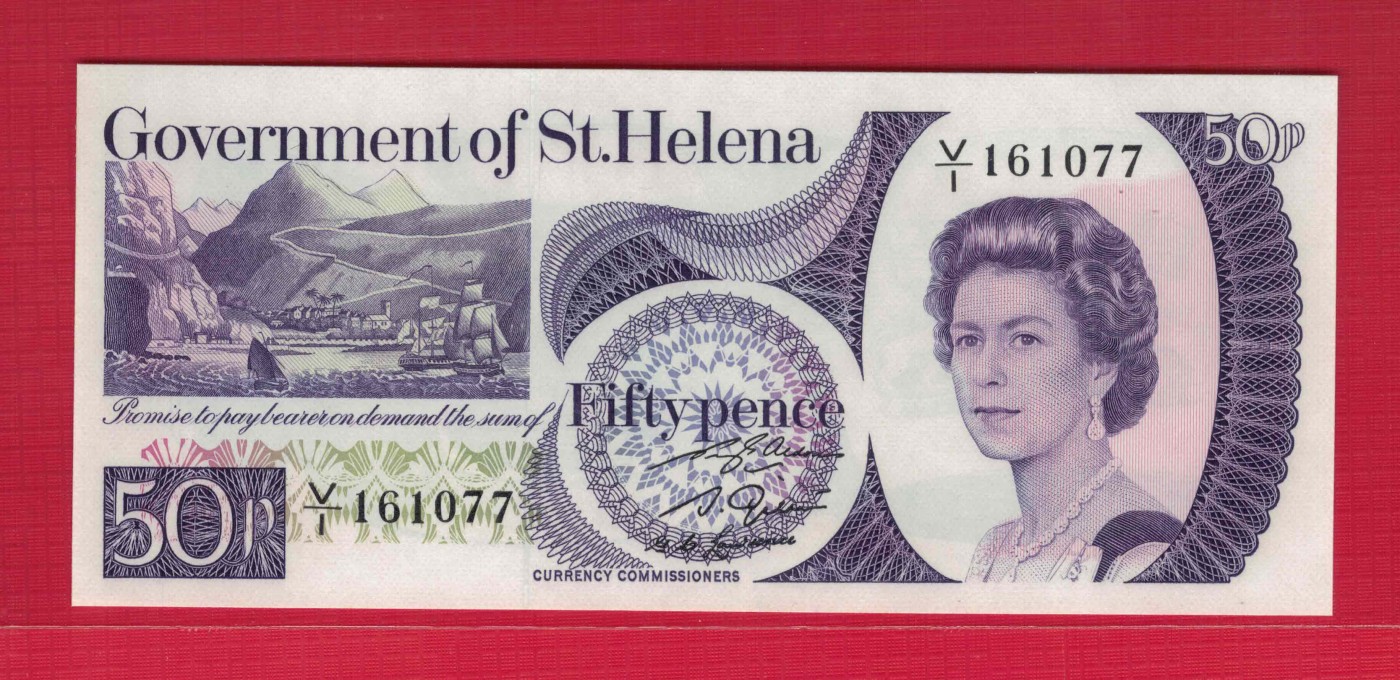 Government of St.Helena
50p
V/1 161077
Promise to pay bearer on demand the sum of
Fifty pence
50p
V/1 161077
CURRENCY COMMISSIONERS